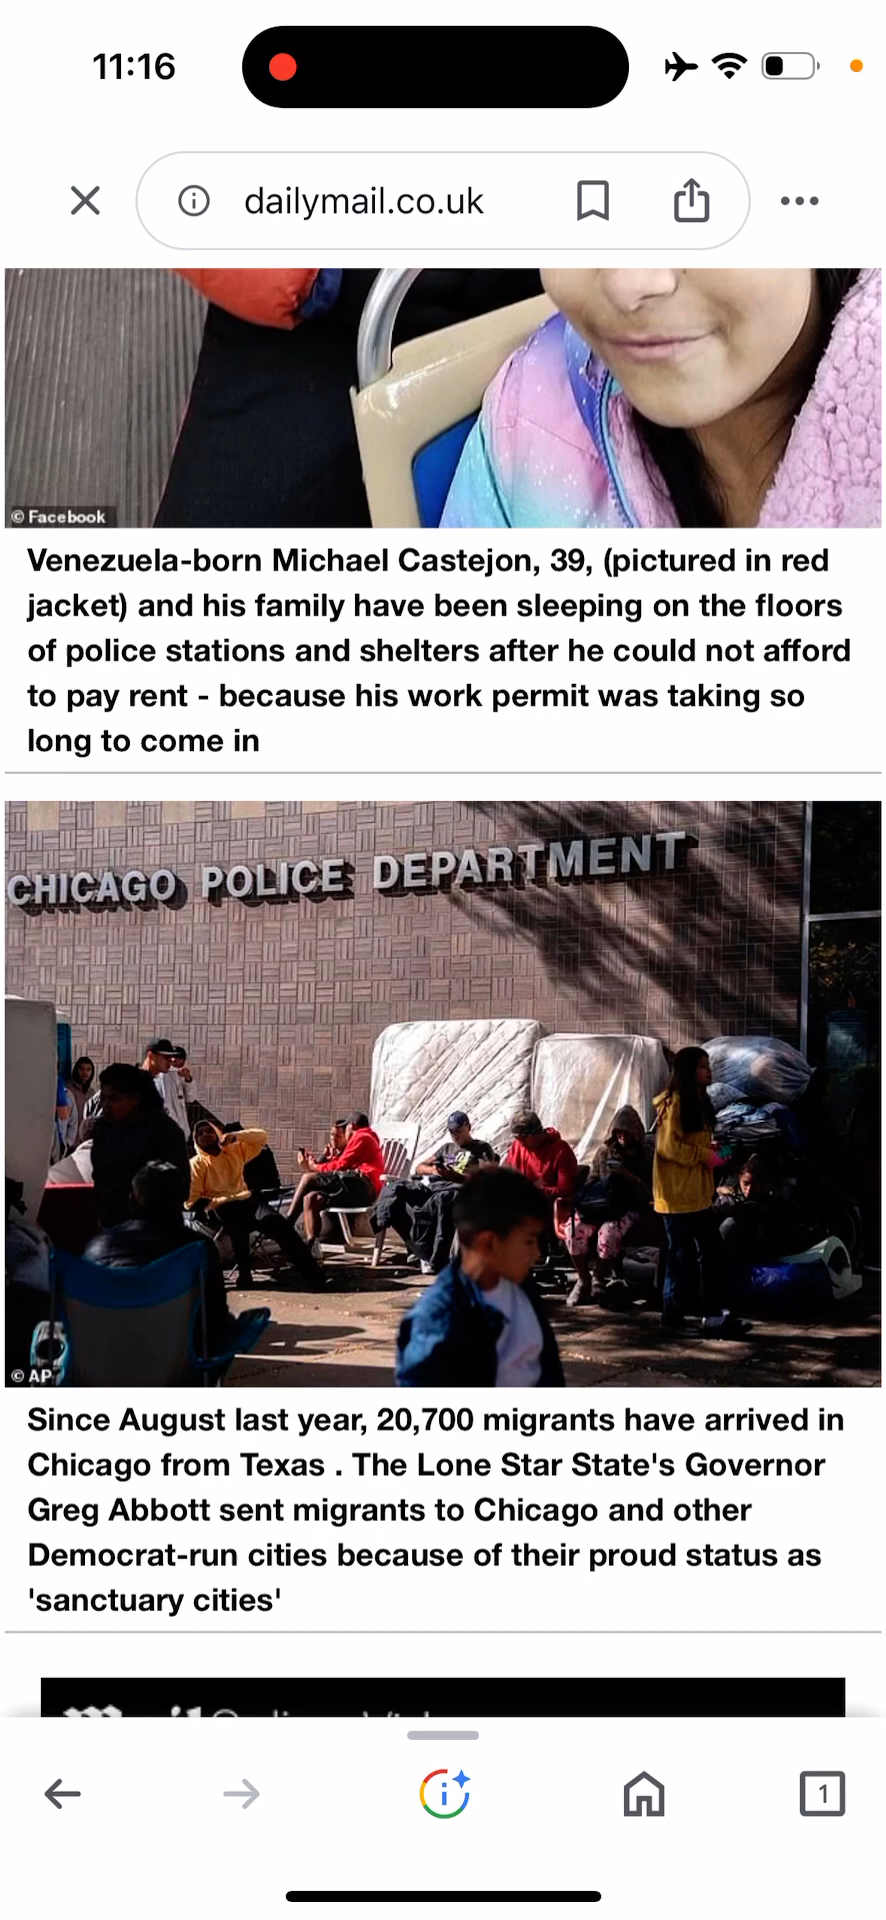 11:16
dailymail.co.uk
© Facebook
Venezuela-born Michael Castejon, 39, (pictured in red
jacket) and his family have been sleeping on the floors
of police stations and shelters after he could not afford
to pay rent - because his work permit was taking so
long to come in
CHICAGO POLICE DEPARTMENT
© AP
Since August last year, 20,700 migrants have arrived in
Chicago from Texas . The Lone Star State's Governor
Greg Abbott sent migrants to Chicago and other
Democrat-run cities because of their proud status as
'sanctuary cities'
1